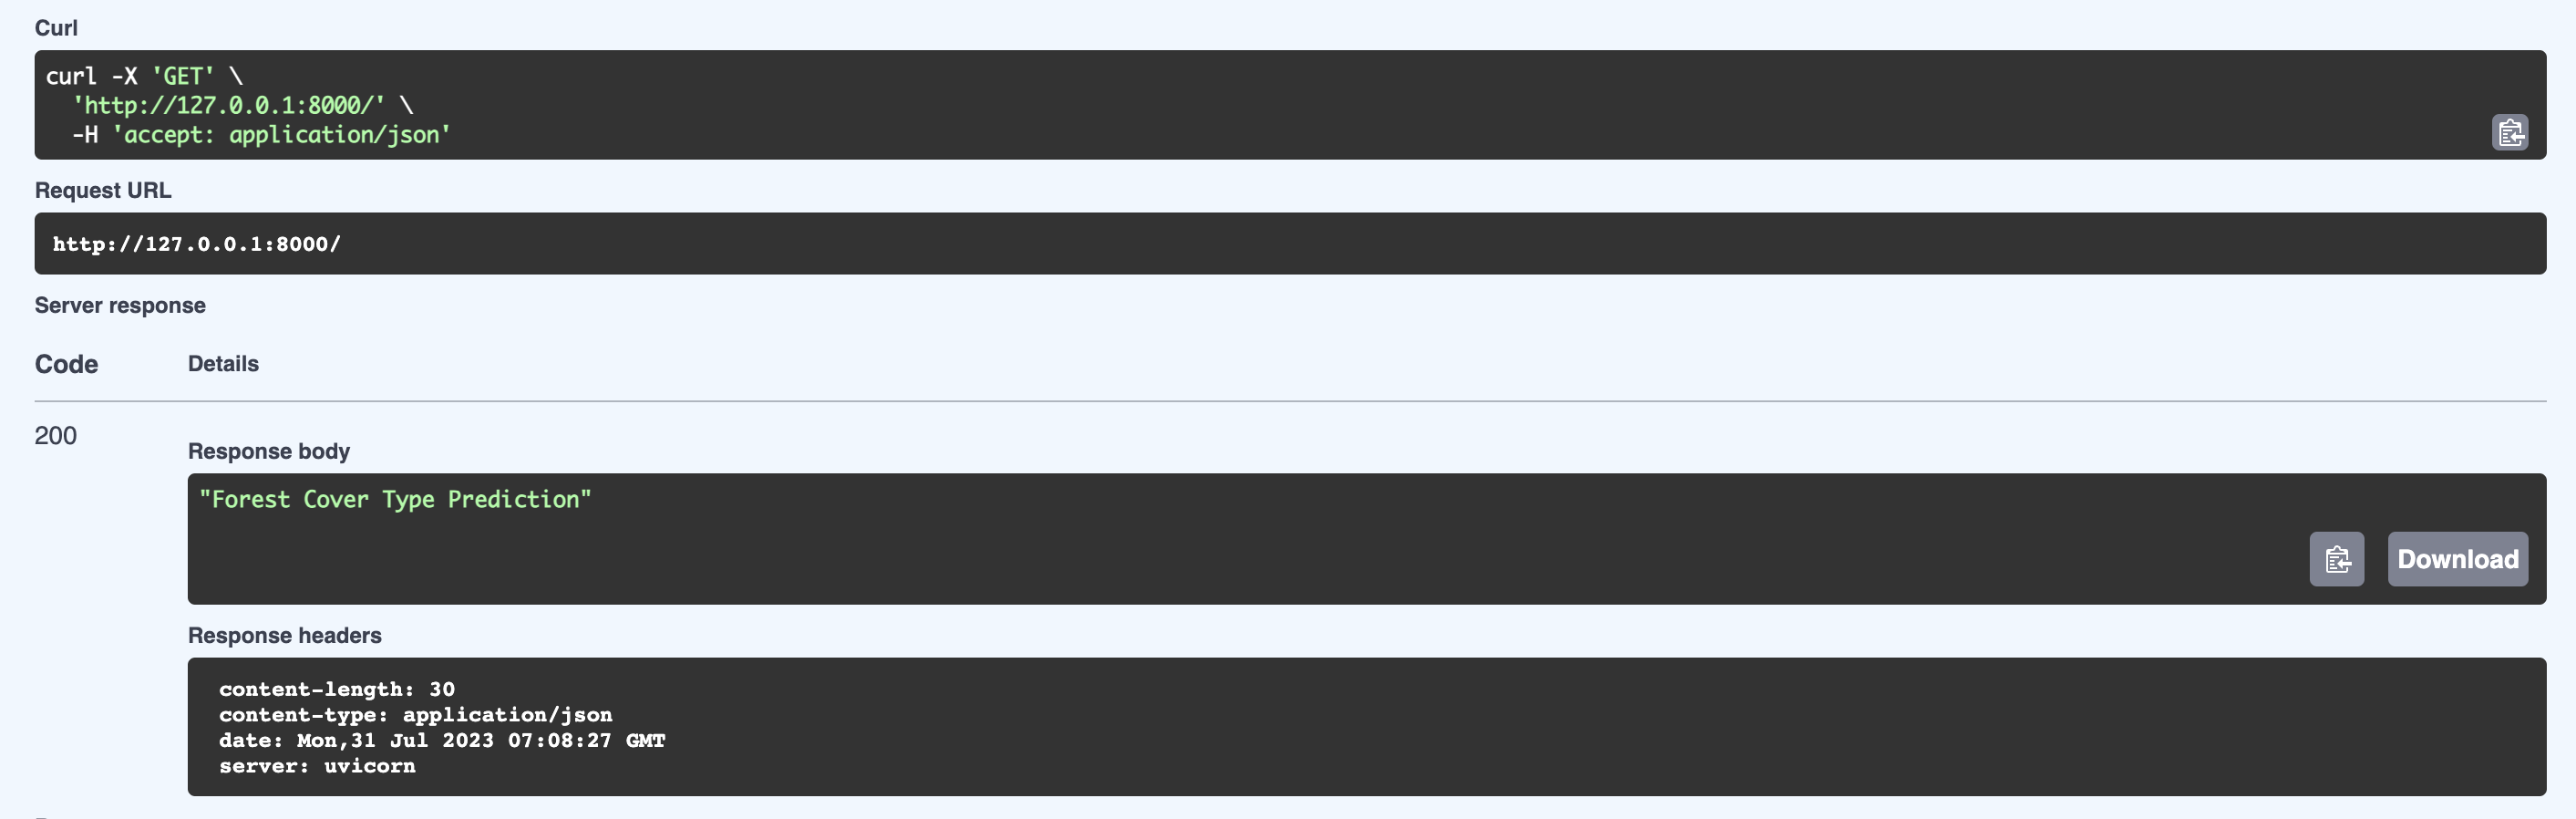 Curl
curl -X 'GET' \
'http://127.0.0.1:8000/' \
-H 'accept: application/json'
Request URL
http://127.0.0.1:8000/
Server response
Code Details
200
Response body
"Forest Cover Type Prediction"
Download
Response headers
content-length: 30
content-type: application/json
date: Mon,31 Jul 2023 07:08:27 GMT
server: uvicorn